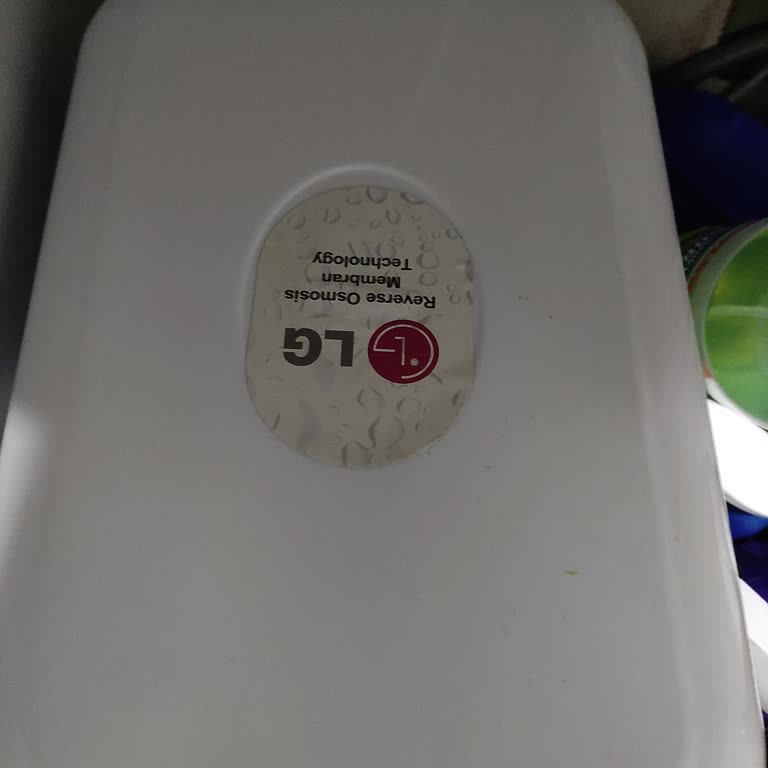 LG
Reverse Osmosis
Membran
Technology